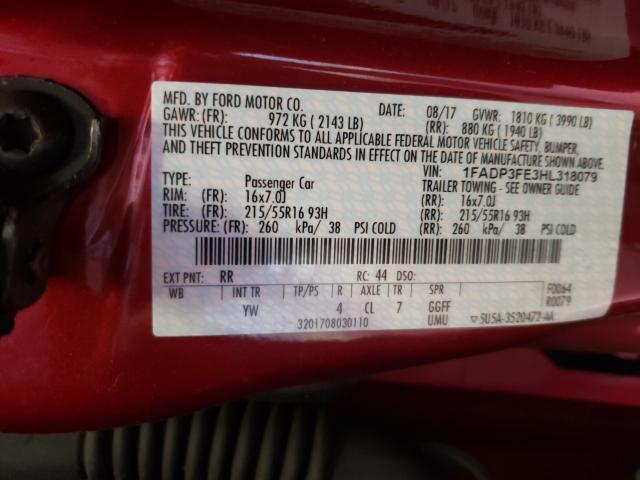 MFD. BY FORD MOTOR CO. DATE: 08/17 GVWR: 1810 KG ( 3990 LB)
GAWR: (FR): 972 KG ( 2143 LB) (RR): 880 KG ( 1940 LB)
THIS VEHICLE CONFORMS TO ALL APPLICABLE FEDERAL MOTOR VEHICLE SAFETY, BUMPER,
AND THEFT PREVENTION STANDARDS IN EFFECT ON THE DATE OF MANUFACTURE SHOWN ABOVE.
VIN: 1FADP3FE3HL318079
TYPE: Passenger Car TRAILER TOWING - SEE OWNER GUIDE
RIM: (FR): 16x7.0J (RR): 16x7.0J
TIRE: (FR): 215/55R16 93H (RR): 215/55R16 93H
PRESSURE: (FR): 260 kPa/ 38 PSI COLD (RR): 260 kPa/ 38 PSI COLD
EXT PNT: RR RC: 44 DSO: F0064
WB INT TR TP/PS R AXLE TR SPR R0079
YW 4 CL 7 GGFF
3201708030110 UMU ▽5U5A-3520472-AA